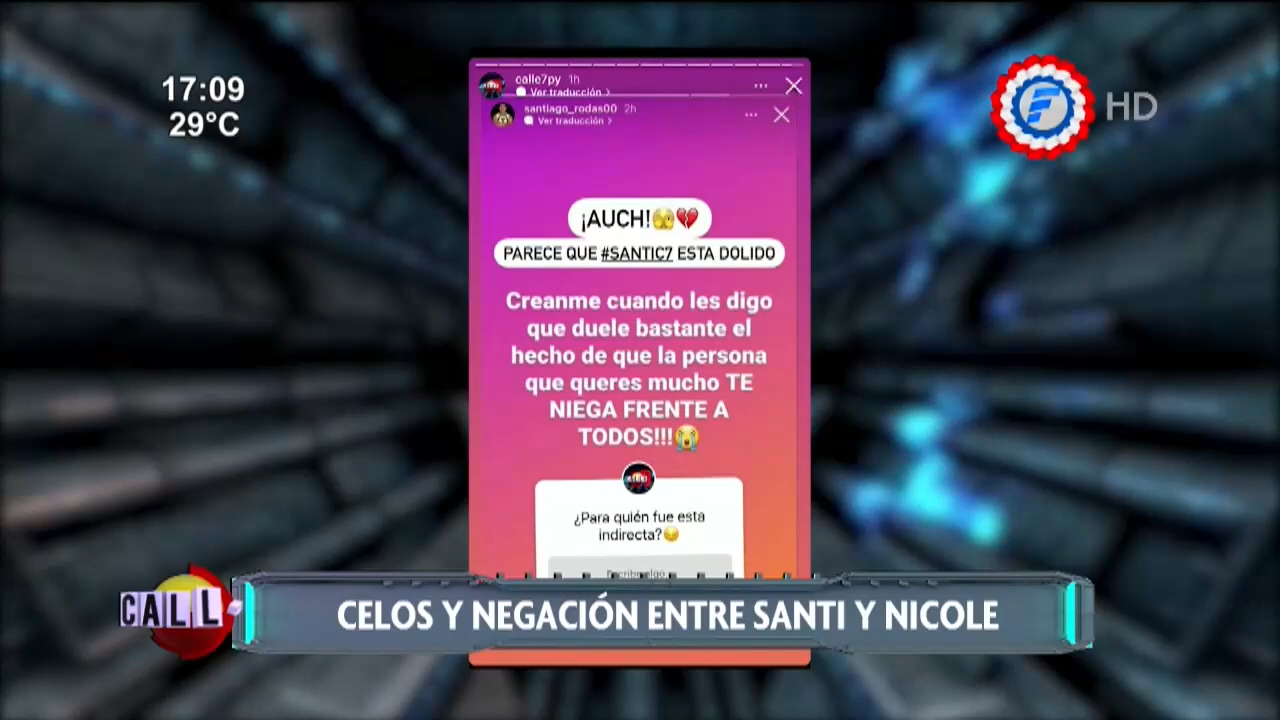 17:09
29°C
HD
calle7py 1h
Ver traducción >
santiago_rodas00 2h
Ver traducción >
¡AUCH!🫣💔
PARECE QUE #SANTIC7 ESTA DOLIDO
Creanme cuando les digo
que duele bastante el
hecho de que la persona
que queres mucho TE
NIEGA FRENTE A
TODOS!!!😭
¿Para quién fue esta
indirecta?😏
CALL
CELOS Y NEGACIÓN ENTRE SANTI Y NICOLE